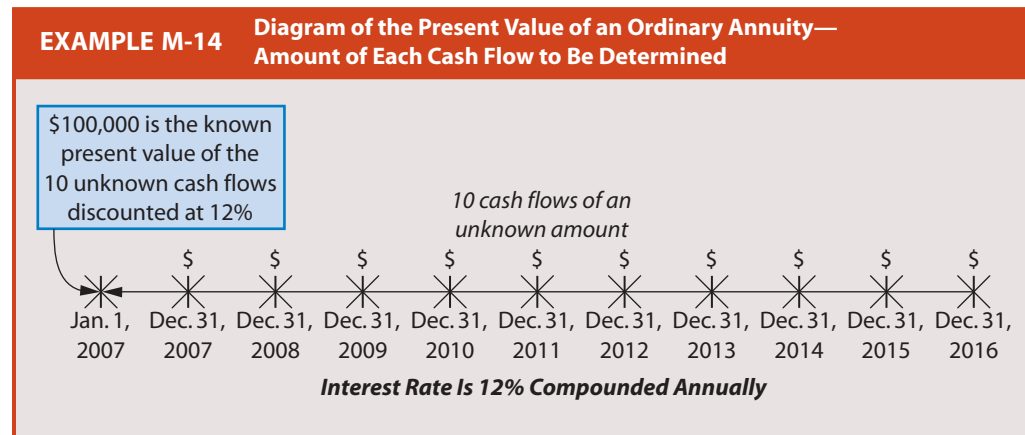 EXAMPLE M-14
Diagram of the Present Value of an Ordinary Annuity—
Amount of Each Cash Flow to Be Determined
$100,000 is the known
present value of the
10 unknown cash flows
discounted at 12%
10 cash flows of an
unknown amount
$ $ $ $ $ $ $ $ $ $
Jan. 1, Dec. 31, Dec. 31, Dec. 31, Dec. 31, Dec. 31, Dec. 31, Dec. 31, Dec. 31, Dec. 31, Dec. 31,
2007 2007 2008 2009 2010 2011 2012 2013 2014 2015 2016
Interest Rate Is 12% Compounded Annually